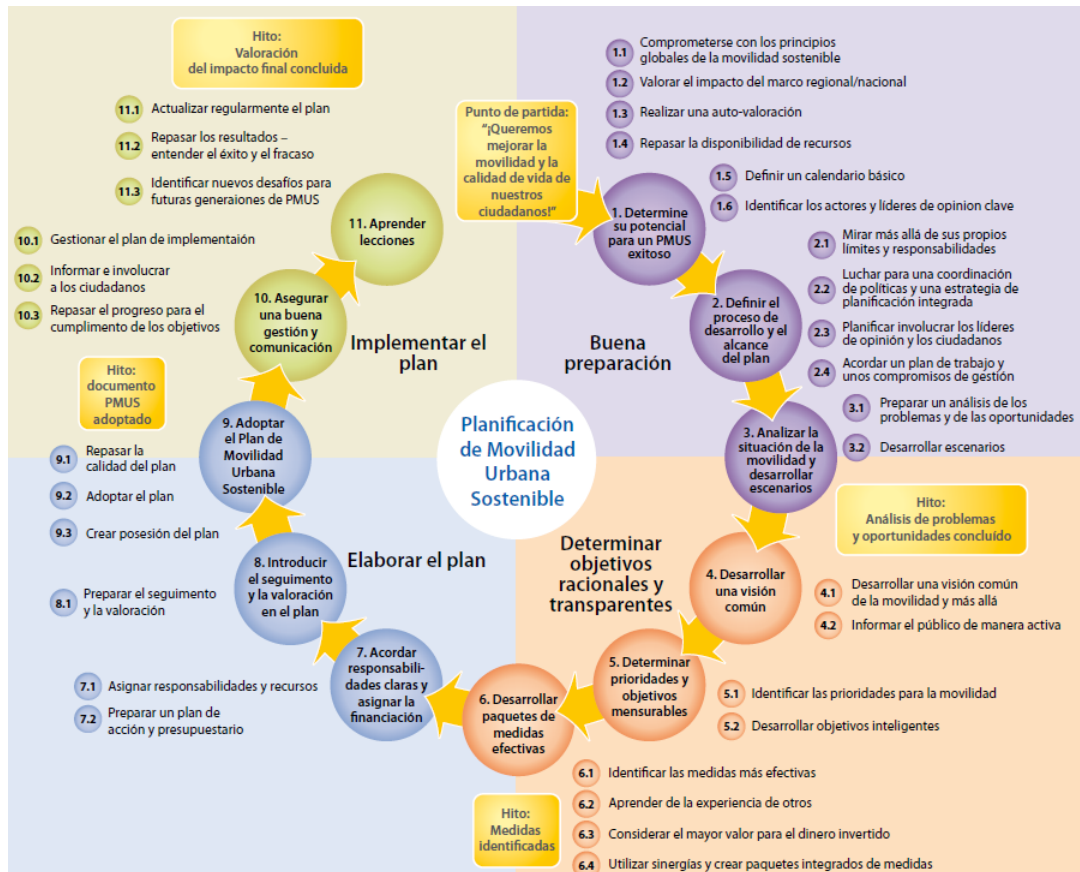 Hito:
Valoración
del impacto final concluida
11.1 Actualizar regularmente el plan
11.2 Repasar los resultados –
entender el éxito y el fracaso
11.3 Identificar nuevos desafíos para
futuras generaiones de PMUS
10.1 Gestionar el plan de implementaión
10.2 Informar e involucrar
a los ciudadanos
10.3 Repasar el progreso para el
cumplimento de los objetivos
11. Aprender
lecciones
10. Asegurar
una buena
gestión y
comunicación
Implementar el
plan
Punto de partida:
"¡Queremos
mejorar la
movilidad y la
calidad de vida de
nuestros
ciudadanos!"
1.1 Comprometerse con los principios
globales de la movilidad sostenible
1.2 Valorar el impacto del marco regional/nacional
1.3 Realizar una auto-valoración
1.4 Repasar la disponibilidad de recursos
1.5 Definir un calendario básico
1.6 Identificar los actores y líderes de opinion clave
1. Determine
su potencial
para un PMUS
exitoso
2. Definir el
proceso de
desarrollo y el
alcance
del plan
Buena
preparación
2.1 Mirar más allá de sus propios
límites y responsabilidades
2.2 Luchar para una coordinación
de políticas y una estrategia de
planificación integrada
2.3 Planificar involucrar los líderes
de opinión y los ciudadanos
2.4 Acordar un plan de trabajo y
unos compromisos de gestión
3.1 Preparar un análisis de los
problemas y de las oportunidades
3.2 Desarrollar escenarios
3. Analizar la
situación de la
movilidad y
desarrollar
escenarios
Planificación
de Movilidad
Urbana
Sostenible
Hito:
documento
PMUS
adoptado
9. Adoptar
el Plan de
Movilidad
Urbana
Sostenible
9.1 Repasar la
calidad del plan
9.2 Adoptar el plan
9.3 Crear posesión del plan
8. Introducir
el seguimento
y la valoración
en el plan
8.1 Preparar el seguimento
y la valoración
Elaborar el plan
7. Acordar
responsabili-
dades claras y
asignar la
financiación
7.1 Asignar responsabilidades y recursos
7.2 Preparar un plan de
acción y presupuestario
Hito:
Análisis de problemas
y oportunidades concluído
Determinar
objetivos
racionales y
transparentes
4. Desarrollar
una visión
común
4.1 Desarrollar una visión común
de la movilidad y más allá
4.2 Informar el público de manera activa
5. Determinar
prioridades y
objetivos
mensurables
5.1 Identificar las prioridades para la movilidad
5.2 Desarrollar objetivos inteligentes
6. Desarrollar
paquetes de
medidas
efectivas
Hito:
Medidas
identificadas
6.1 Identificar las medidas más efectivas
6.2 Aprender de la experiencia de otros
6.3 Considerar el mayor valor para el dinero invertido
6.4 Utilizar sinergías y crear paquetes integrados de medidas